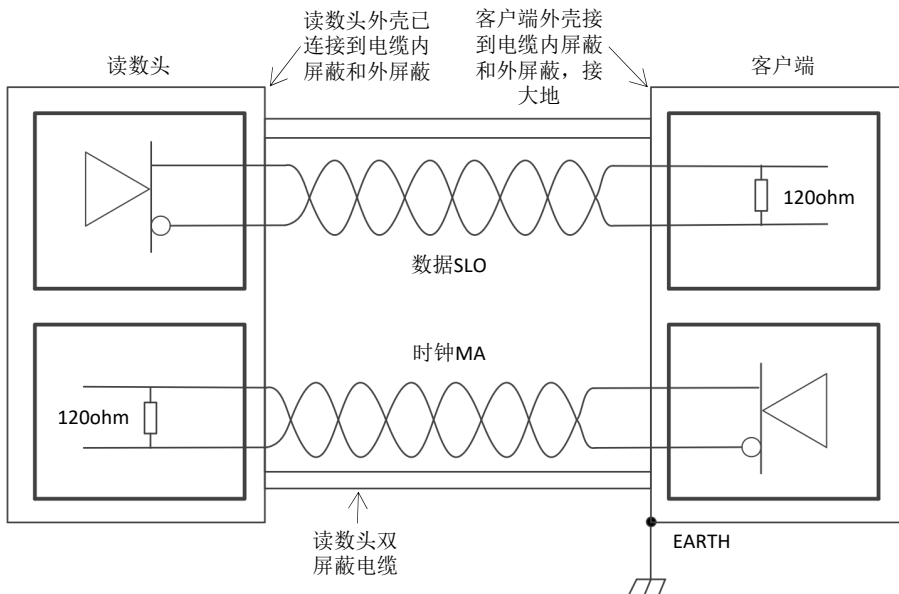 读数头外壳已
连接到电缆内
屏蔽和外屏蔽
客户端外壳接
到电缆内屏蔽
和外屏蔽，接
大地
读数头
客户端
120ohm
数据SLO
时钟MA
120ohm
读数头双
屏蔽电缆
EARTH